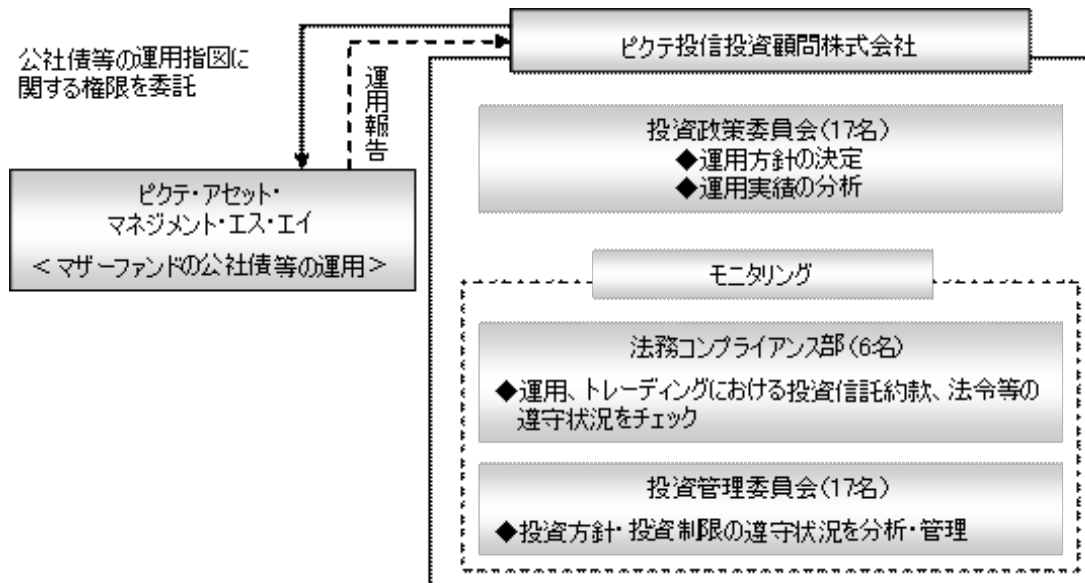 ピクテ投信投資顧問株式会社
公社債等の運用指図に
関する権限を委託
運用報告
ピクテ・アセット・
マネジメント・エス・エイ
＜マザーファンドの公社債等の運用＞
投資政策委員会(17名)
◆運用方針の決定
◆運用実績の分析
モニタリング
法務コンプライアンス部(6名)
◆運用、トレーディングにおける投資信託約款、法令等の
遵守状況をチェック
投資管理委員会(17名)
◆投資方針・投資制限の遵守状況を分析・管理